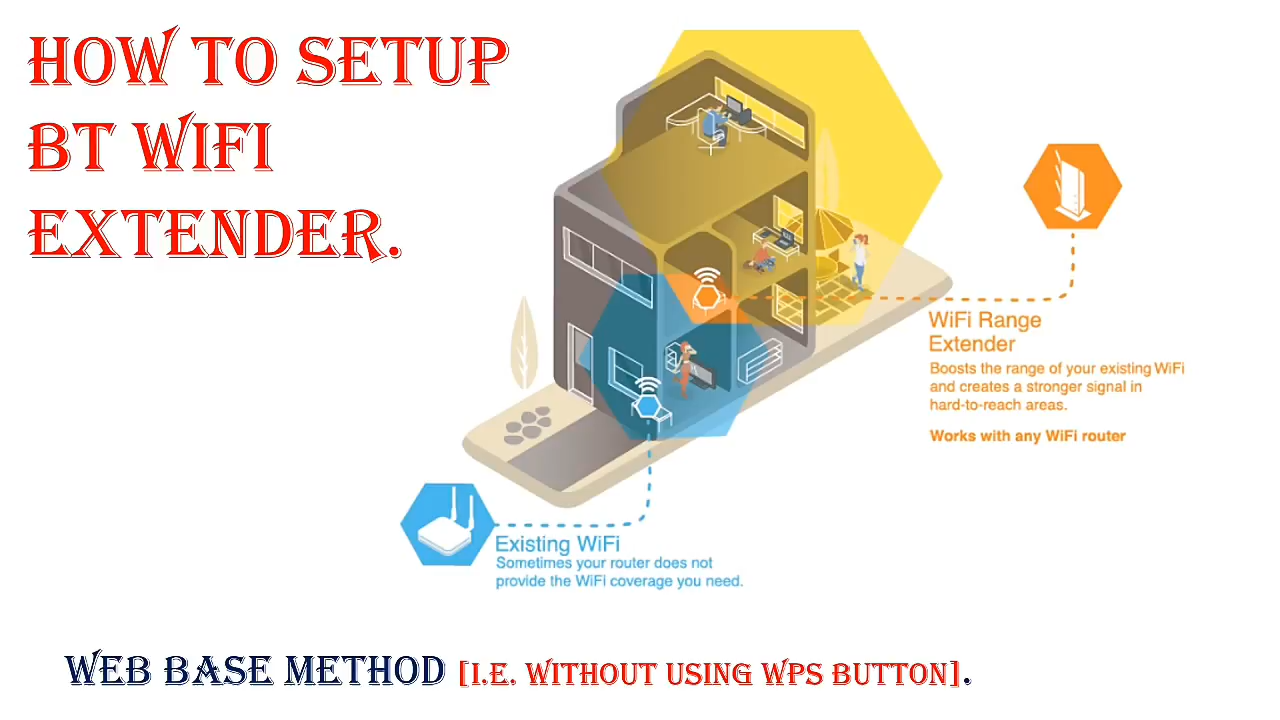 HOW TO SETUP
BT WIFI
EXTENDER.
WiFi Range
Extender
Boosts the range of your existing WiFi
and creates a stronger signal in
hard-to-reach areas.
Works with any WiFi router
Existing WiFi
Sometimes your router does not
provide the WiFi coverage you need.
WEB BASE METHOD [I.E. WITHOUT USING WPS BUTTON].